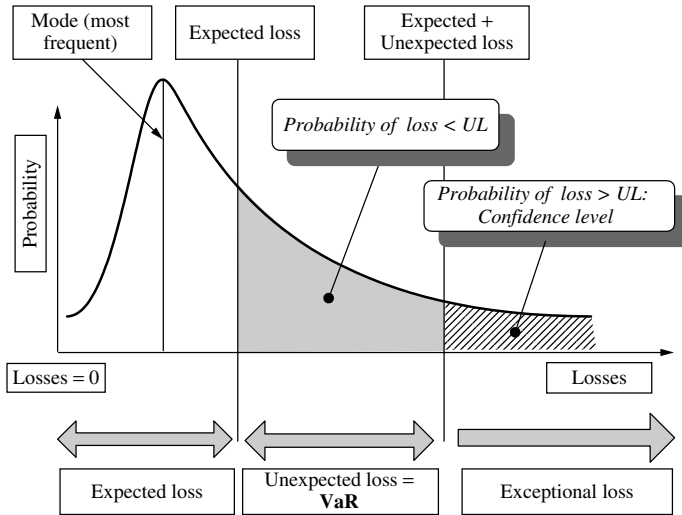 Mode (most
frequent)
Expected loss
Expected +
Unexpected loss
Probability of loss < UL
Probability of loss > UL:
Confidence level
Probability
Losses = 0
Losses
Expected loss
Unexpected loss =
VaR
Exceptional loss